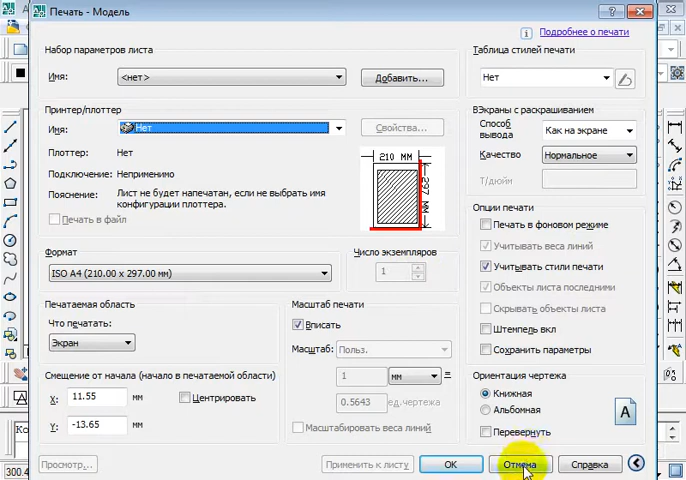 Печать - Модель
Подробнее о печати
Набор параметров листа
Имя:
<нет>
Добавить...
Таблица стилей печати
Нет
Принтер/плоттер
Имя:
Нет
Свойства...
Плоттер:
Нет
Подключение:
Неприменимо
Пояснение:
Лист не будет напечатан, если не выбрать имя
конфигурации плоттера.
Печать в файл
210 MM
297 MM
ВЭкраны с раскрашиванием
Способ
вывода
Как на экране
Качество
Нормальное
Т/дюйм
Формат
ISO A4 (210.00 x 297.00 мм)
Число экземпляров
1
Опции печати
Печать в фоновом режиме
Учитывать веса линий
Учитывать стили печати
Объекты листа последними
Скрывать объекты листа
Штемпель вкл
Сохранить параметры
Печатаемая область
Что печатать:
Экран
Масштаб печати
Вписать
Масштаб:
Польз.
1
мм
=
0.5643
ед.чертежа
Масштабировать веса линий
Смещение от начала (начало в печатаемой области)
X:
11.55
мм
Центрировать
Y:
-13.65
мм
Ориентация чертежа
Книжная
Альбомная
Перевернуть
A
Просмотр...
Применить к листу
OK
Отмена
Справка
300.4